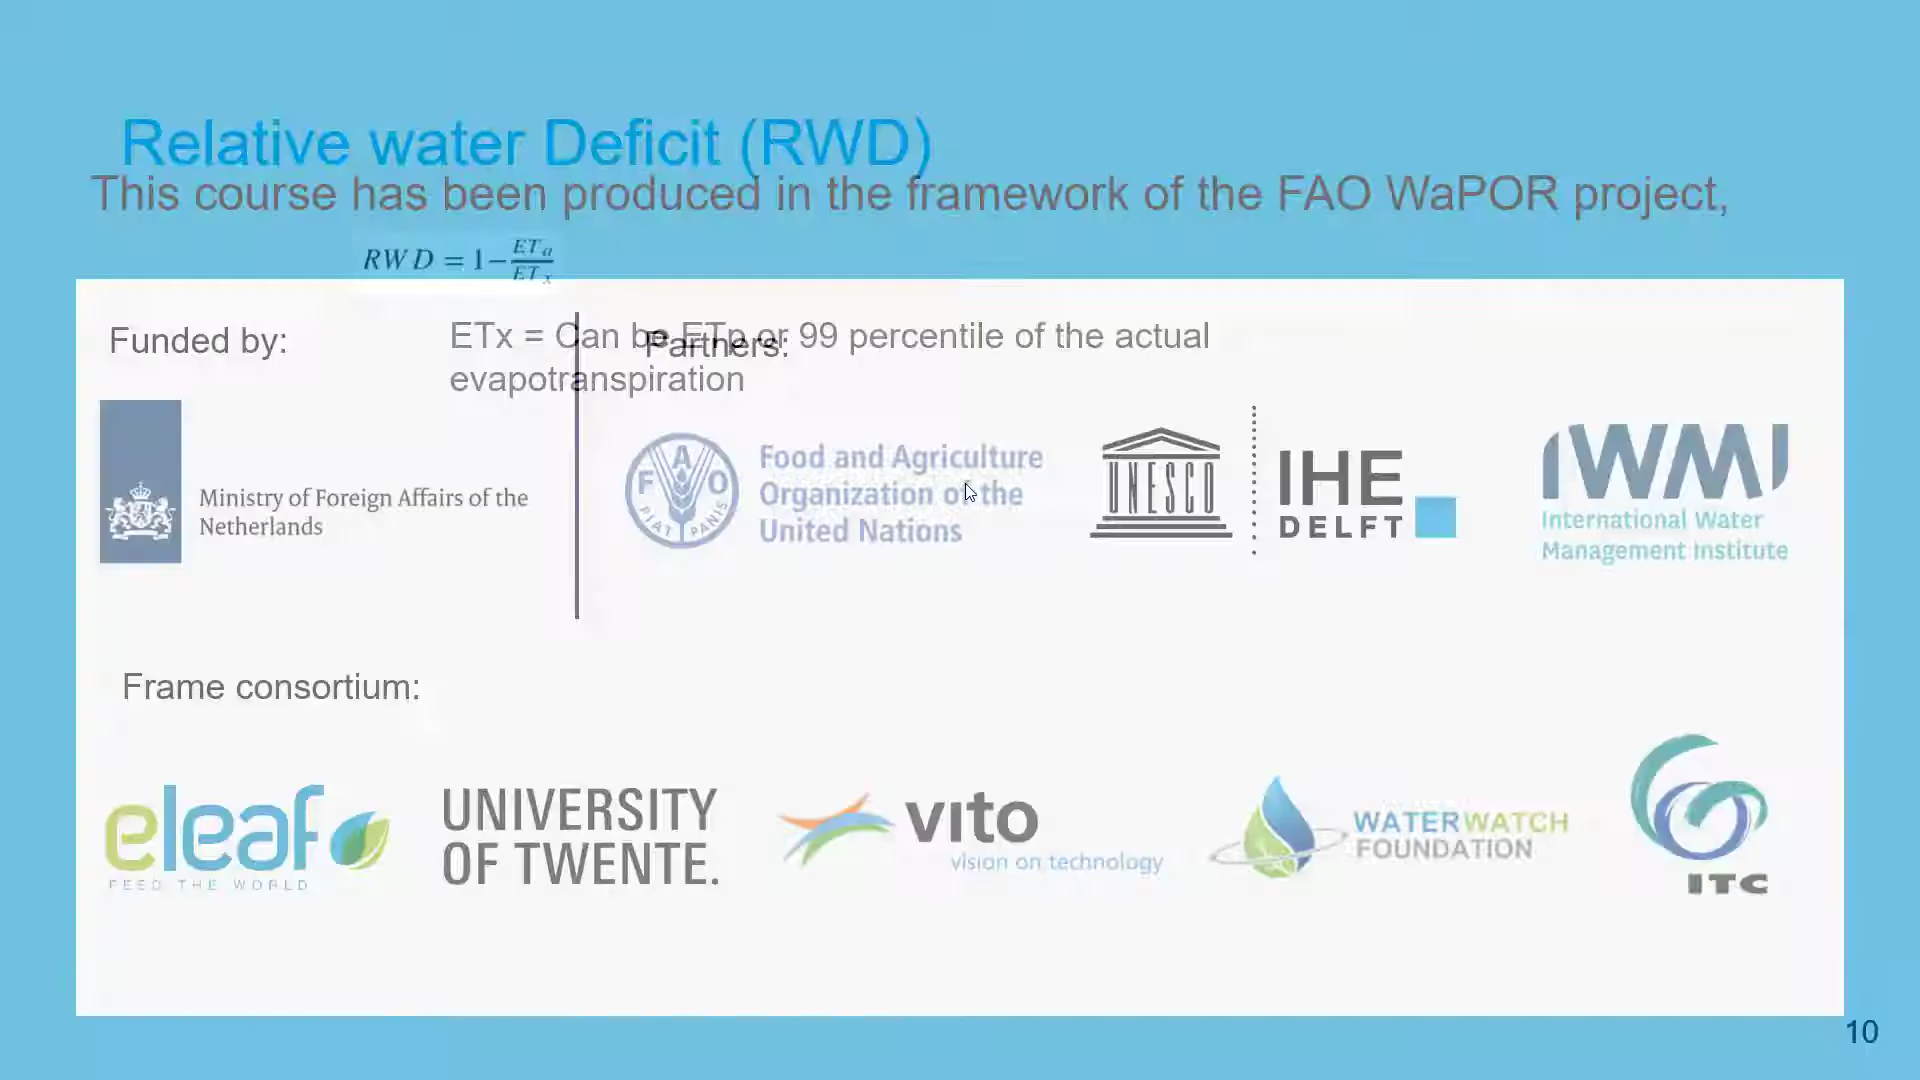 Relative water Deficit (RWD)
This course has been produced in the framework of the FAO WaPOR project,
RWD = 1 - ETa / ETx
Funded by:
ETx = Can be ETp or 99 percentile of the actual
evapotranspiration
Partners:
Ministry of Foreign Affairs of the
Netherlands
FAO
FIAT PANIS
Food and Agriculture
Organization of the
United Nations
UNESCO
IHE
DELFT
IWMI
International Water
Management Institute
Frame consortium:
eleaf
FEED THE WORLD
UNIVERSITY
OF TWENTE.
vito
vision on technology
WATERWATCH
FOUNDATION
ITC
10